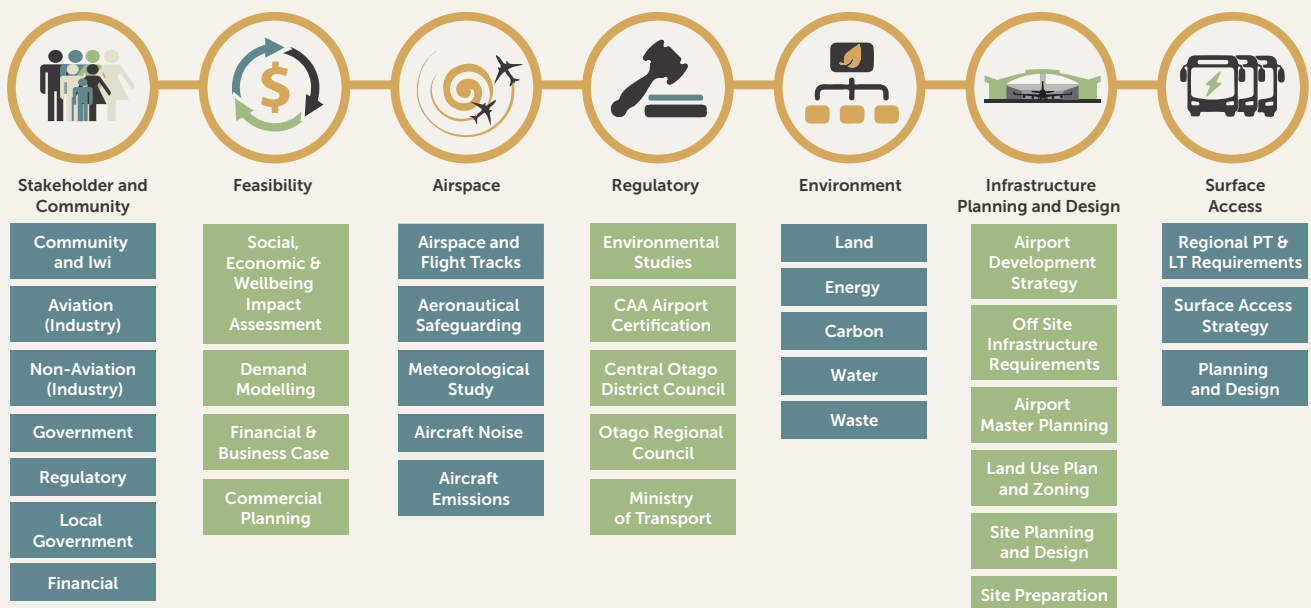 Stakeholder and
Community
Community
and Iwi
Aviation
(Industry)
Non-Aviation
(Industry)
Government
Regulatory
Local
Government
Financial
$
Feasibility
Social,
Economic &
Wellbeing
Impact
Assessment
Demand
Modelling
Financial &
Business Case
Commercial
Planning
Airspace
Airspace and
Flight Tracks
Aeronautical
Safeguarding
Meteorological
Study
Aircraft Noise
Aircraft
Emissions
Regulatory
Environmental
Studies
CAA Airport
Certification
Central Otago
District Council
Otago Regional
Council
Ministry
of Transport
Environment
Land
Energy
Carbon
Water
Waste
Infrastructure
Planning and Design
Airport
Development
Strategy
Off Site
Infrastructure
Requirements
Airport
Master Planning
Land Use Plan
and Zoning
Site Planning
and Design
Site Preparation
Surface
Access
Regional PT &
LT Requirements
Surface Access
Strategy
Planning
and Design